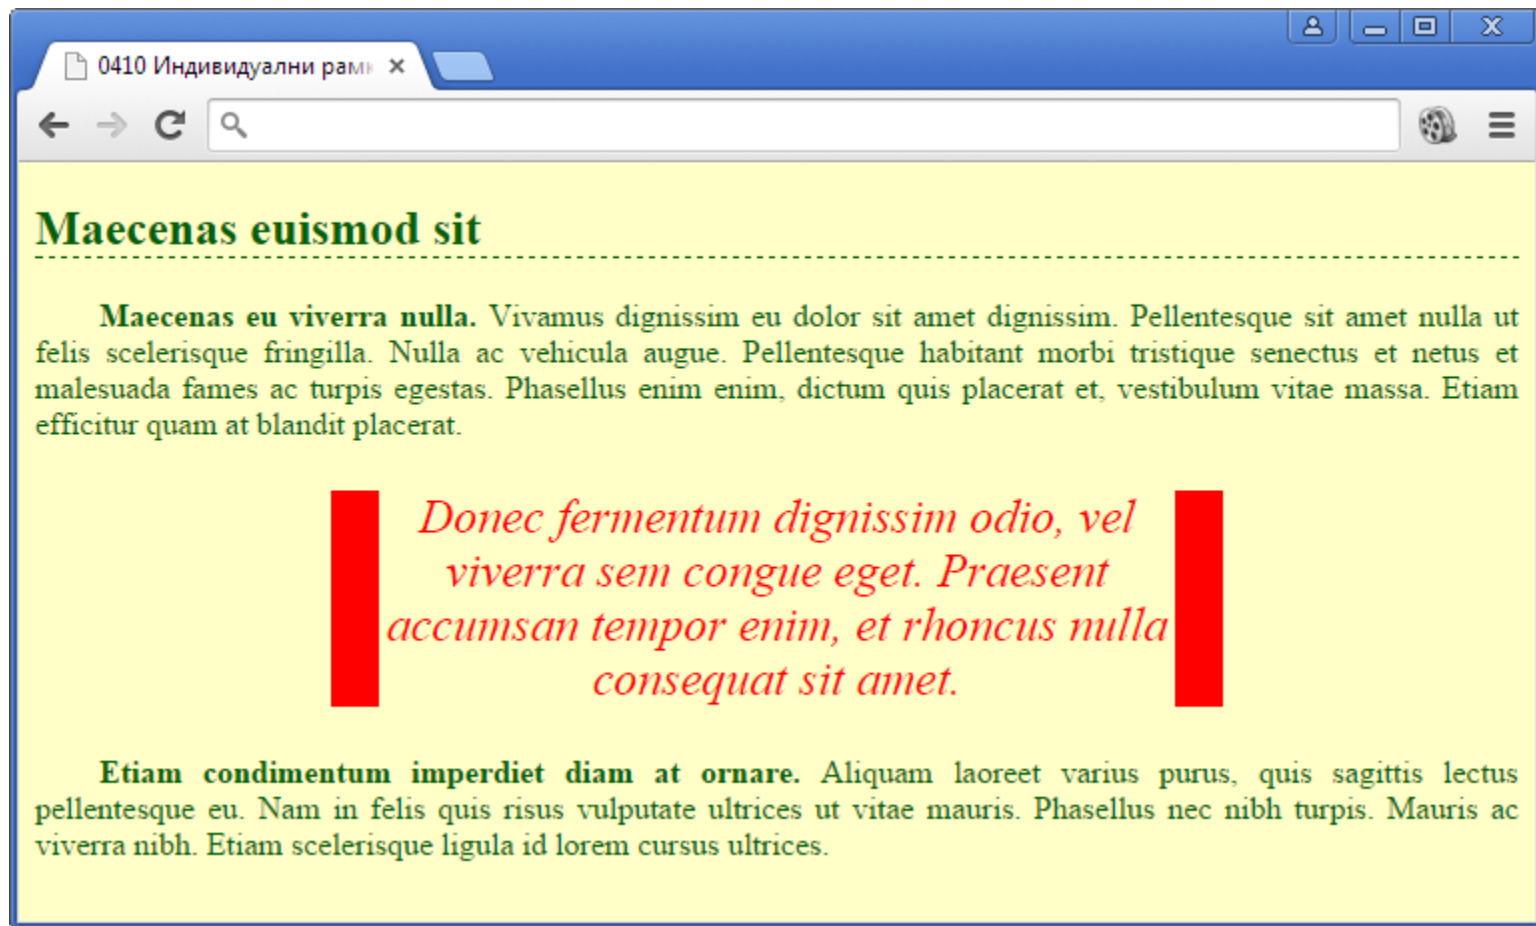 0410 Индивидуални рамк
Maecenas euismod sit
Maecenas eu viverra nulla. Vivamus dignissim eu dolor sit amet dignissim. Pellentesque sit amet nulla ut
felis scelerisque fringilla. Nulla ac vehicula augue. Pellentesque habitant morbi tristique senectus et netus et
malesuada fames ac turpis egestas. Phasellus enim enim, dictum quis placerat et, vestibulum vitae massa. Etiam
efficitur quam at blandit placerat.
Donec fermentum dignissim odio, vel
viverra sem congue eget. Praesent
accumsan tempor enim, et rhoncus nulla
consequat sit amet.
Etiam condimentum imperdiet diam at ornare. Aliquam laoreet varius purus, quis sagittis lectus
pellentesque eu. Nam in felis quis risus vulputate ultrices ut vitae mauris. Phasellus nec nibh turpis. Mauris ac
viverra nibh. Etiam scelerisque ligula id lorem cursus ultrices.